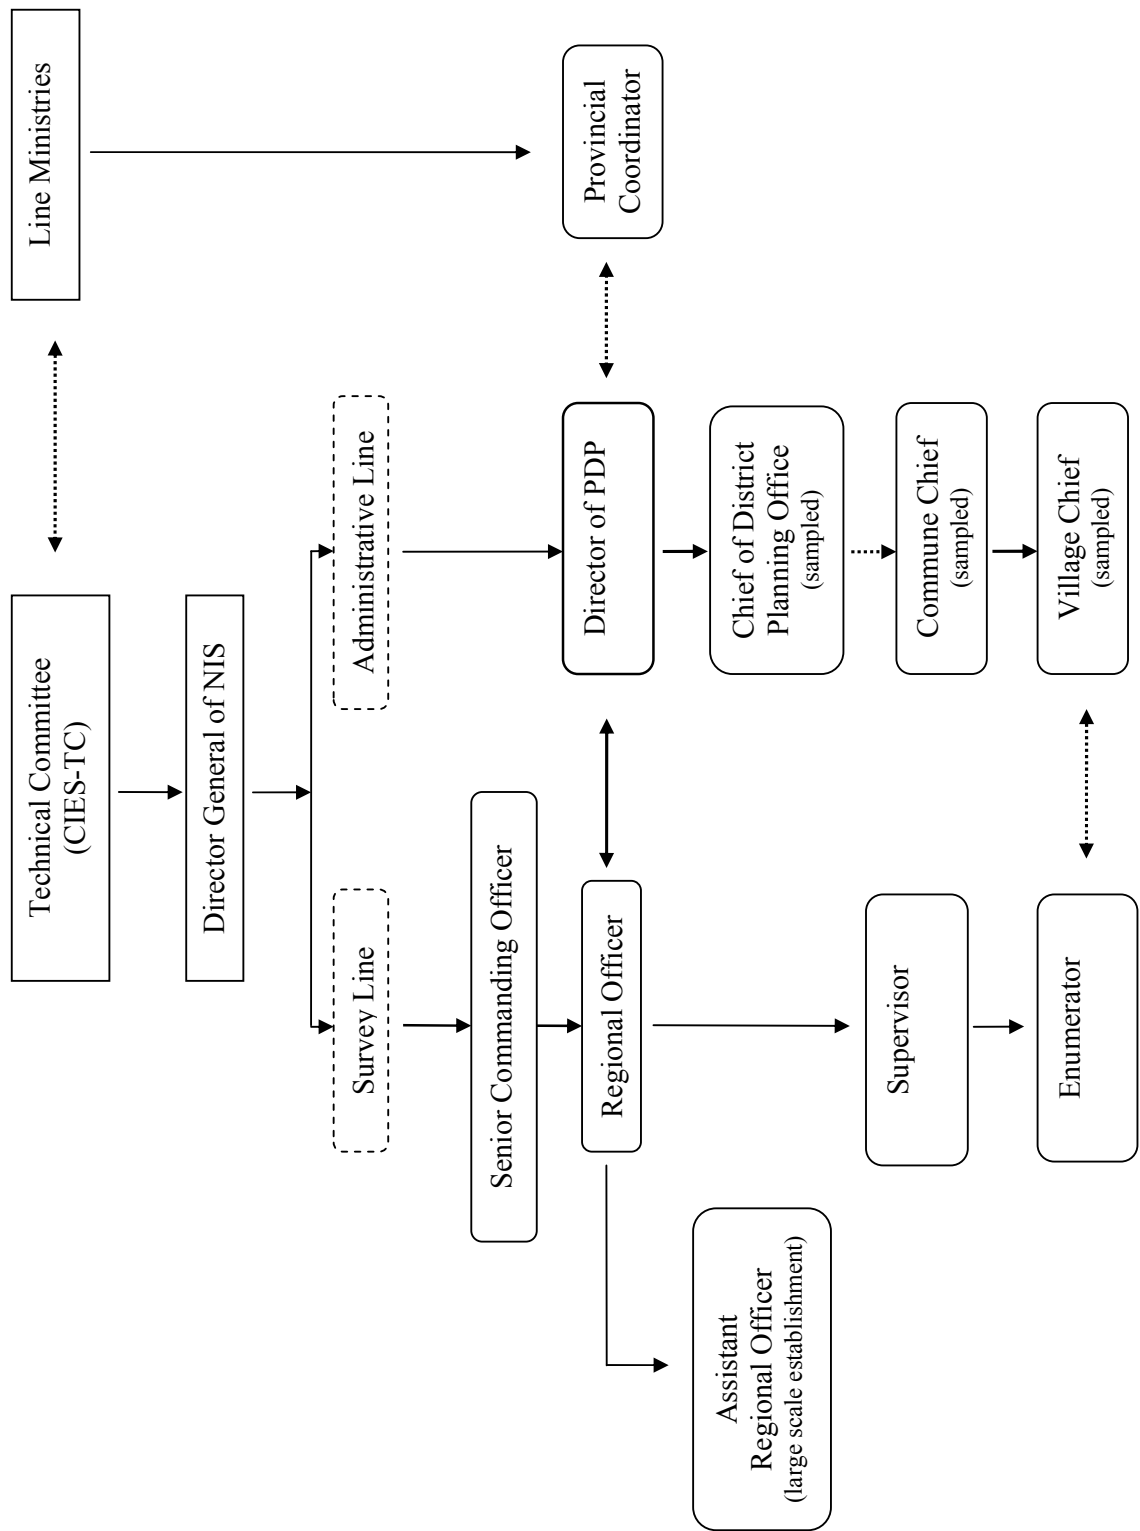 Technical Committee
(CIES-TC)
Line Ministries
Director General of NIS
Survey Line
Administrative Line
Senior Commanding Officer
Regional Officer
Director of PDP
Provincial
Coordinator
Assistant
Regional Officer
(large scale establishment)
Chief of District
Planning Office
(sampled)
Supervisor
Commune Chief
(sampled)
Enumerator
Village Chief
(sampled)